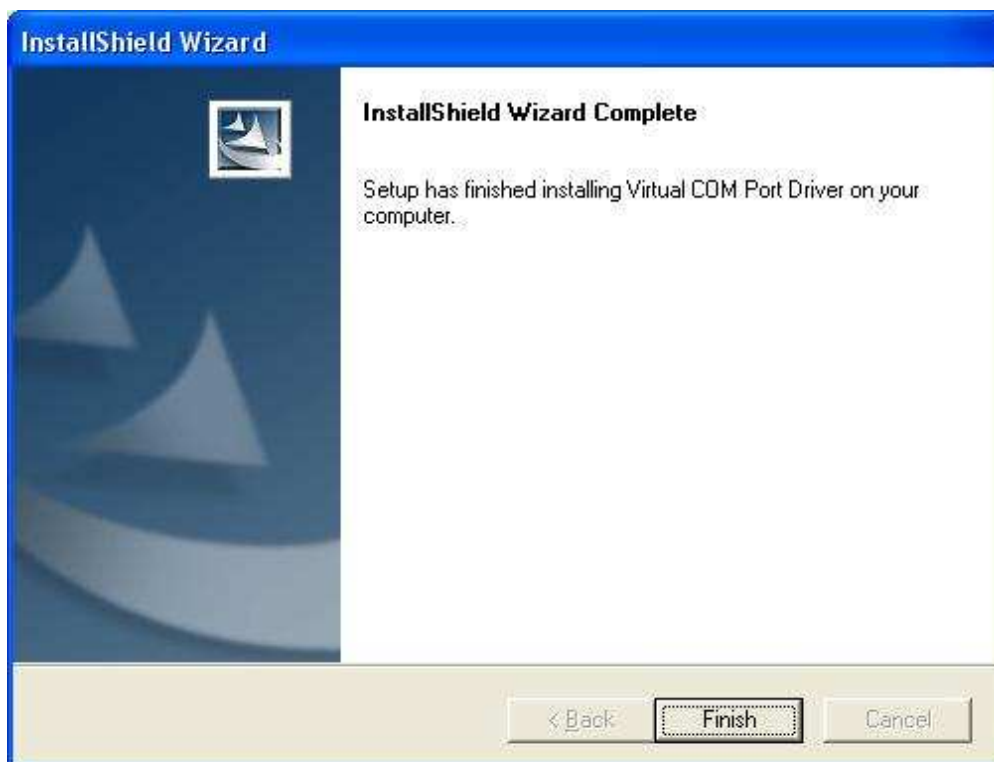 InstallShield Wizard
InstallShield Wizard Complete
Setup has finished installing Virtual COM Port Driver on your
computer.
< Back Finish Cancel